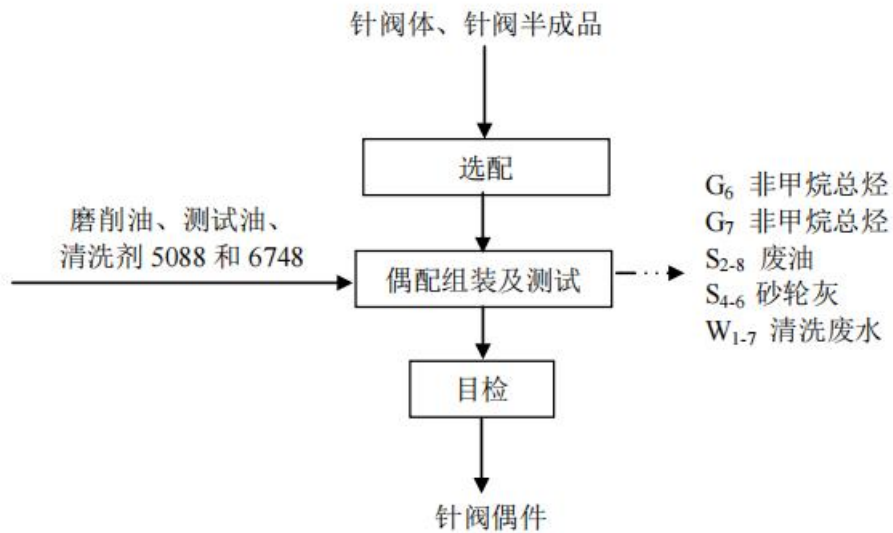 针阀体、针阀半成品
选配
磨削油、测试油、
清洗剂 5088 和 6748
偶配组装及测试
G6 非甲烷总烃
G7 非甲烷总烃
S2-8 废油
S4-6 砂轮灰
W1-7 清洗废水
目检
针阀偶件